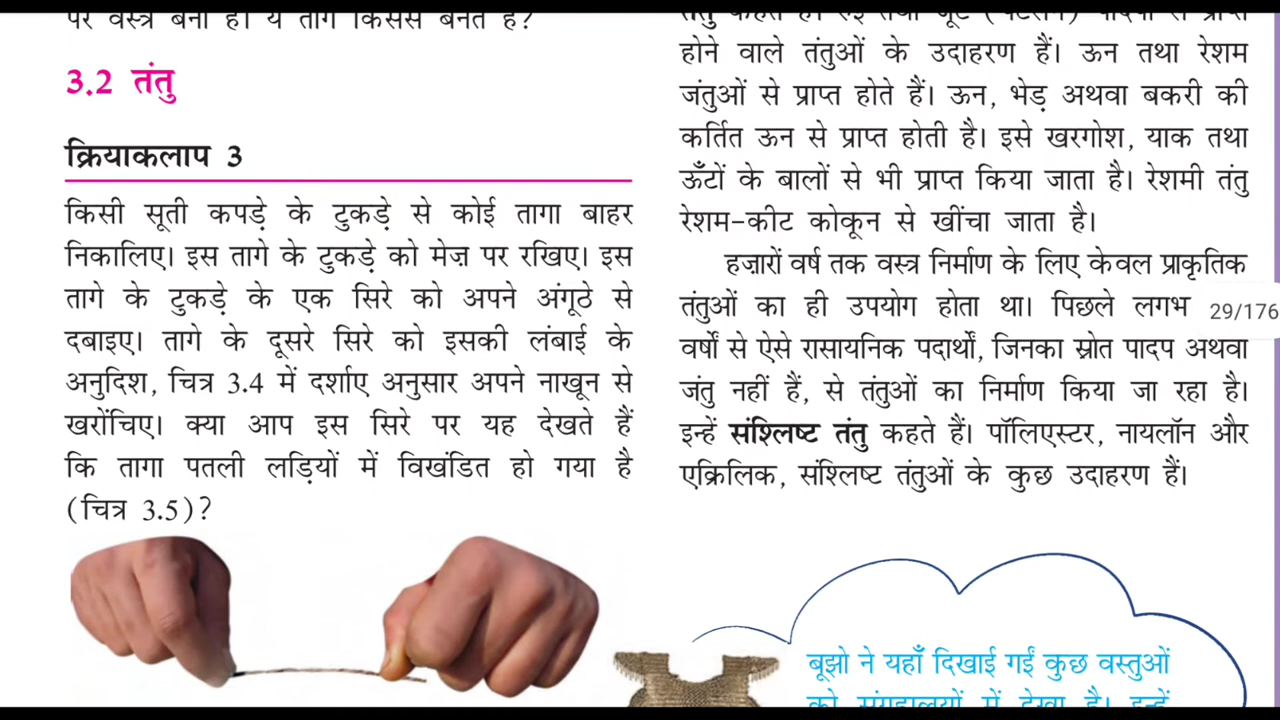 पर वस्त्र बना है। ये तागे किससे बनते हैं?
3.2 तंतु
क्रियाकलाप 3
किसी सूती कपड़े के टुकड़े से कोई तागा बाहर
निकालिए। इस तागे के टुकड़े को मेज़ पर रखिए। इस
तागे के टुकड़े के एक सिरे को अपने अंगूठे से
दबाइए। तागे के दूसरे सिरे को इसकी लंबाई के
अनुदिश, चित्र 3.4 में दर्शाए अनुसार अपने नाखून से
खरोंचिए। क्या आप इस सिरे पर यह देखते हैं
कि तागा पतली लड़ियों में विखंडित हो गया है
(चित्र 3.5)?
होने वाले तंतुओं के उदाहरण हैं। ऊन तथा रेशम
जंतुओं से प्राप्त होते हैं। ऊन, भेड़ अथवा बकरी की
कर्तित ऊन से प्राप्त होती है। इसे खरगोश, याक तथा
ऊँटों के बालों से भी प्राप्त किया जाता है। रेशमी तंतु
रेशम-कीट कोकून से खींचा जाता है।
हज़ारों वर्ष तक वस्त्र निर्माण के लिए केवल प्राकृतिक
तंतुओं का ही उपयोग होता था। पिछले लगभ
29/176
वर्षों से ऐसे रासायनिक पदार्थों, जिनका स्रोत पादप अथवा
जंतु नहीं हैं, से तंतुओं का निर्माण किया जा रहा है।
इन्हें संश्लिष्ट तंतु कहते हैं। पॉलिएस्टर, नायलॉन और
एक्रिलिक, संश्लिष्ट तंतुओं के कुछ उदाहरण हैं।
बूझो ने यहाँ दिखाई गईं कुछ वस्तुओं
को संग्रहालयों में देखा है। इन्हें